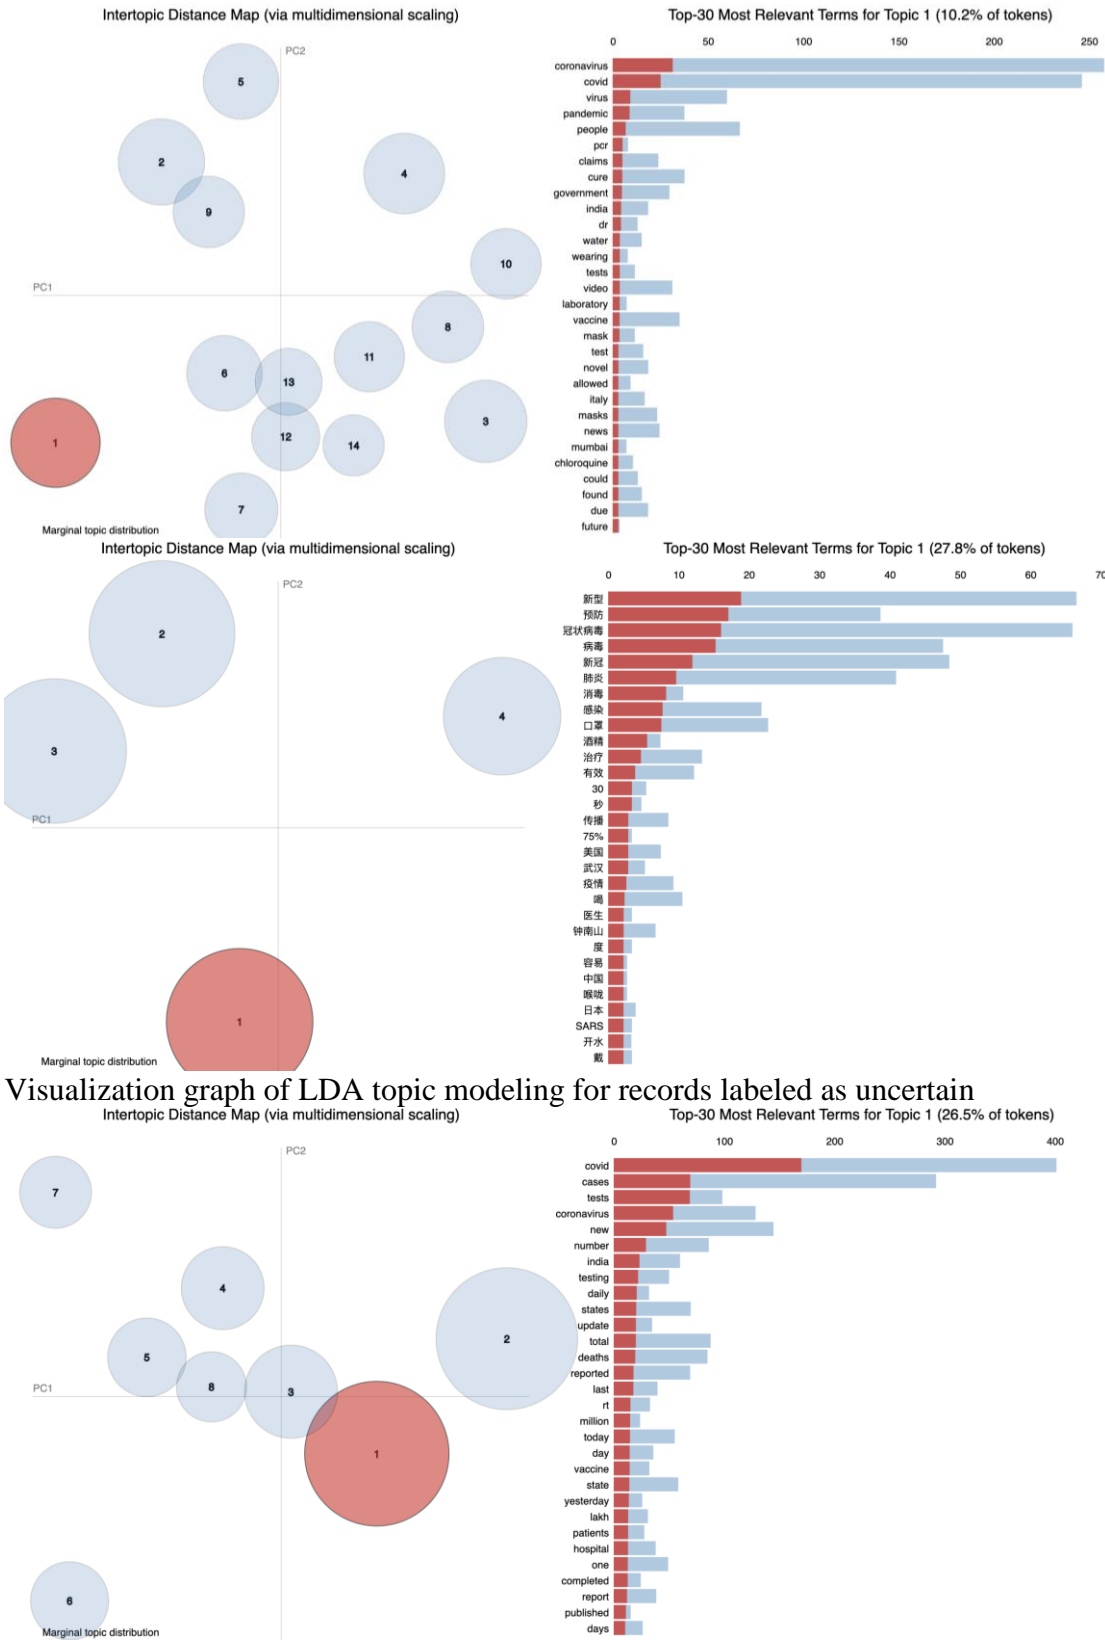 Intertopic Distance Map (via multidimensional scaling)
PC2
PC1
5
2
9
4
10
8
11
6
13
3
1
12
14
7
Marginal topic distribution
Top-30 Most Relevant Terms for Topic 1 (10.2% of tokens)
0 50 100 150 200 250
coronavirus
covid
virus
pandemic
people
pcr
claims
cure
government
india
dr
water
wearing
tests
video
laboratory
vaccine
mask
test
novel
allowed
italy
masks
news
mumbai
chloroquine
could
found
due
future
Intertopic Distance Map (via multidimensional scaling)
PC2
2
4
3
PC1
1
Marginal topic distribution
Top-30 Most Relevant Terms for Topic 1 (27.8% of tokens)
0 10 20 30 40 50 60 70
新型
预防
冠状病毒
病毒
新冠
肺炎
消毒
感染
口罩
酒精
治疗
有效
30
秒
传播
75%
美国
武汉
疫情
喝
医生
钟南山
度
容易
中国
喉咙
日本
SARS
开水
戴
Visualization graph of LDA topic modeling for records labeled as uncertain
Intertopic Distance Map (via multidimensional scaling)
PC2
7
4
2
5
8
3
PC1
1
6
Marginal topic distribution
Top-30 Most Relevant Terms for Topic 1 (26.5% of tokens)
0 100 200 300 400
covid
cases
tests
coronavirus
new
number
india
testing
daily
states
update
total
deaths
reported
last
rt
million
today
day
vaccine
state
yesterday
lakh
patients
hospital
one
completed
report
published
days